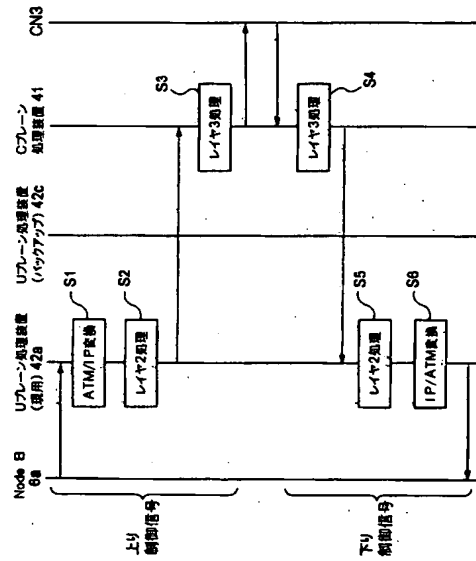 Node B
6a
Uプレーン処理装置
(現用) 42a
Uプレーン処理装置
(バックアップ) 42c
Cプレーン
処理装置 41
CN3
上り
制御信号
S1
ATM/IP変換
S2
レイヤ2処理
S3
レイヤ3処理
S4
レイヤ3処理
下り
制御信号
S5
レイヤ2処理
S6
IP/ATM変換